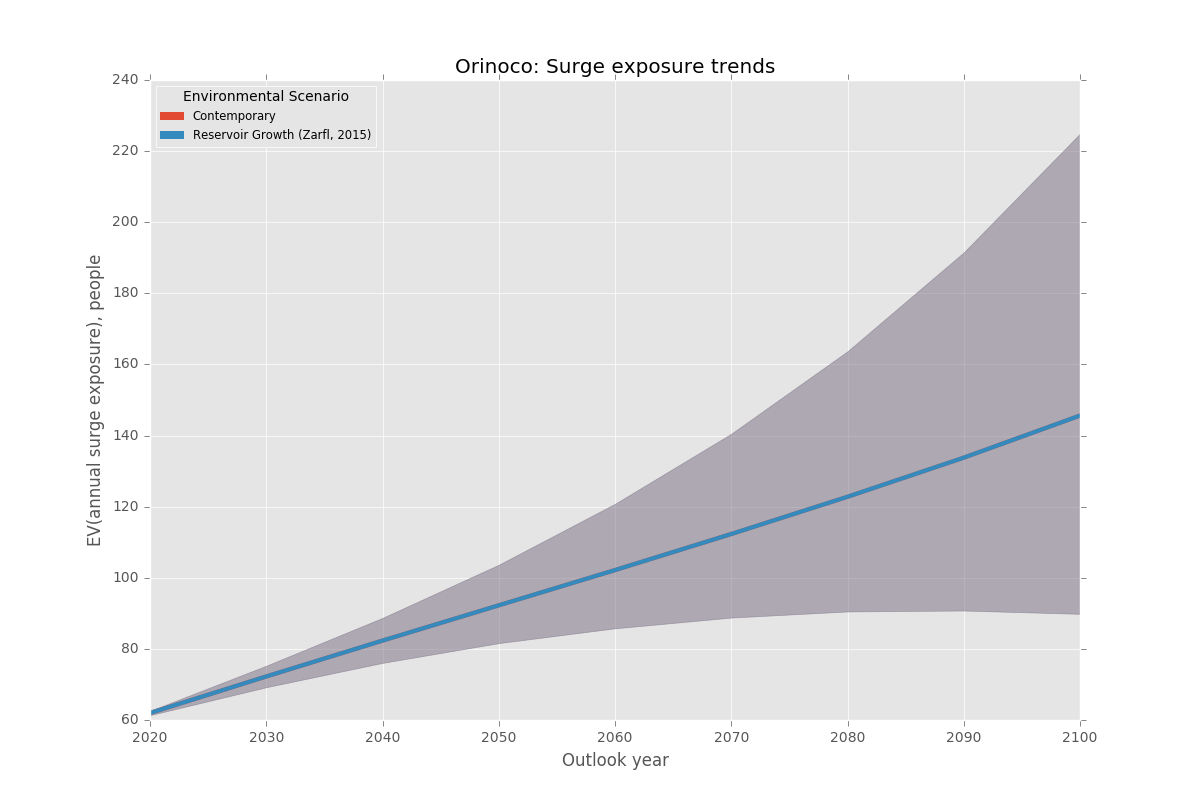 Orinoco: Surge exposure trends
240
220
200
180
160
140
120
100
80
60
EV(annual surge exposure), people
Environmental Scenario
Contemporary
Reservoir Growth (Zarfl, 2015)
2020 2030 2040 2050 2060 2070 2080 2090 2100
Outlook year